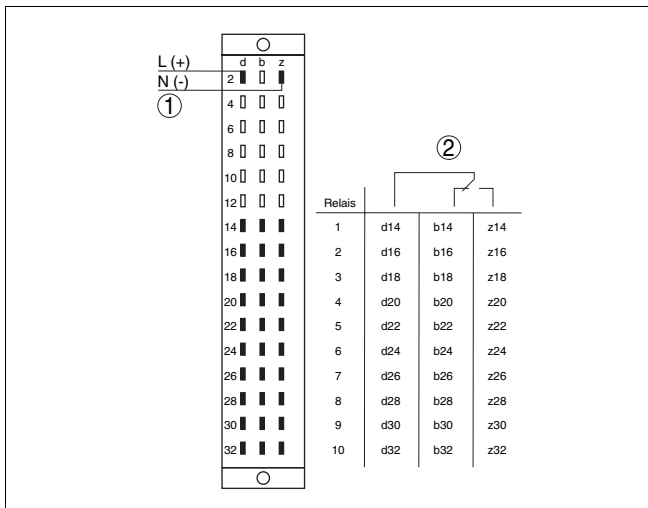 L (+)
N (-)
①
d b z
2
4
6
8
10
12
14
16
18
20
22
24
26
28
30
32
②
Relais
1 d14 b14 z14
2 d16 b16 z16
3 d18 b18 z18
4 d20 b20 z20
5 d22 b22 z22
6 d24 b24 z24
7 d26 b26 z26
8 d28 b28 z28
9 d30 b30 z30
10 d32 b32 z32